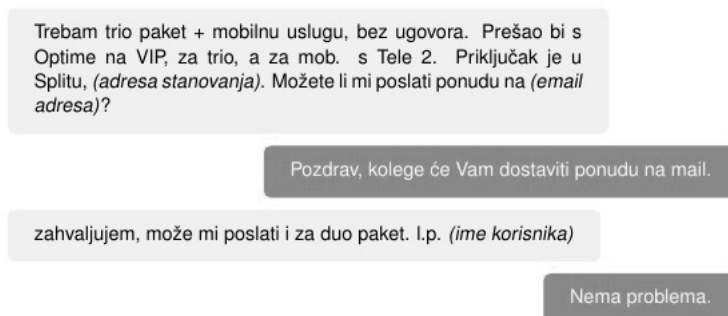 Trebam trio paket + mobilnu uslugu, bez ugovora. Prešao bi s
Optime na VIP, za trio, a za mob. s Tele 2. Priključak je u
Splitu, (adresa stanovanja). Možete li mi poslati ponudu na (email
adresa)?
Pozdrav, kolege će Vam dostaviti ponudu na mail.
zahvaljujem, može mi poslati i za duo paket. l.p. (ime korisnika)
Nema problema.